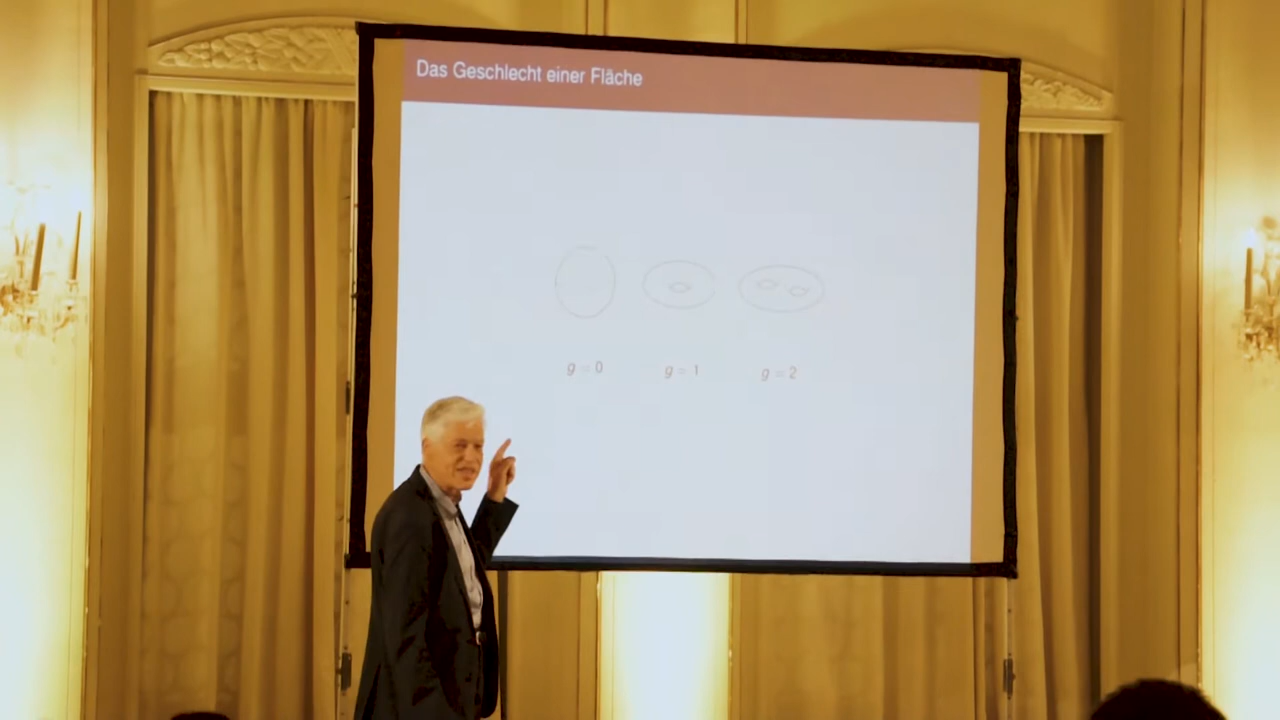 Das Geschlecht einer Fläche
g = 0 g = 1 g = 2